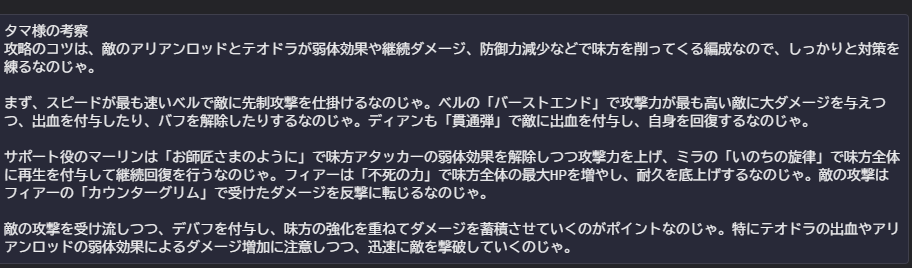 タマ様の考察
攻略のコツは、敵のアリアンロッドとテオドラが弱体効果や継続ダメージ、防御力減少などで味方を削ってくる編成なので、しっかりと対策を
練るなのじゃ。
まず、スピードが最も速いベルで敵に先制攻撃を仕掛けるなのじゃ。ベルの「バーストエンド」で攻撃力が最も高い敵に大ダメージを与えつ
つ、出血を付与したり、バフを解除したりするなのじゃ。ディアンも「貫通弾」で敵に出血を付与し、自身を回復するなのじゃ。
サポート役のマーリンは「お師匠さまのように」で味方アタッカーの弱体効果を解除しつつ攻撃力を上げ、ミラの「いのちの旋律」で味方全体
に再生を付与して継続回復を行うなのじゃ。フィアーは「不死の力」で味方全体の最大HPを増やし、耐久を底上げするなのじゃ。敵の攻撃は
フィアーの「カウンターグリム」で受けたダメージを反撃に転じるなのじゃ。
敵の攻撃を受け流しつつ、デバフを付与し、味方の強化を重ねてダメージを蓄積させていくのがポイントなのじゃ。特にテオドラの出血やアリ
アンロッドの弱体効果によるダメージ増加に注意しつつ、迅速に敵を撃破していくのじゃ。